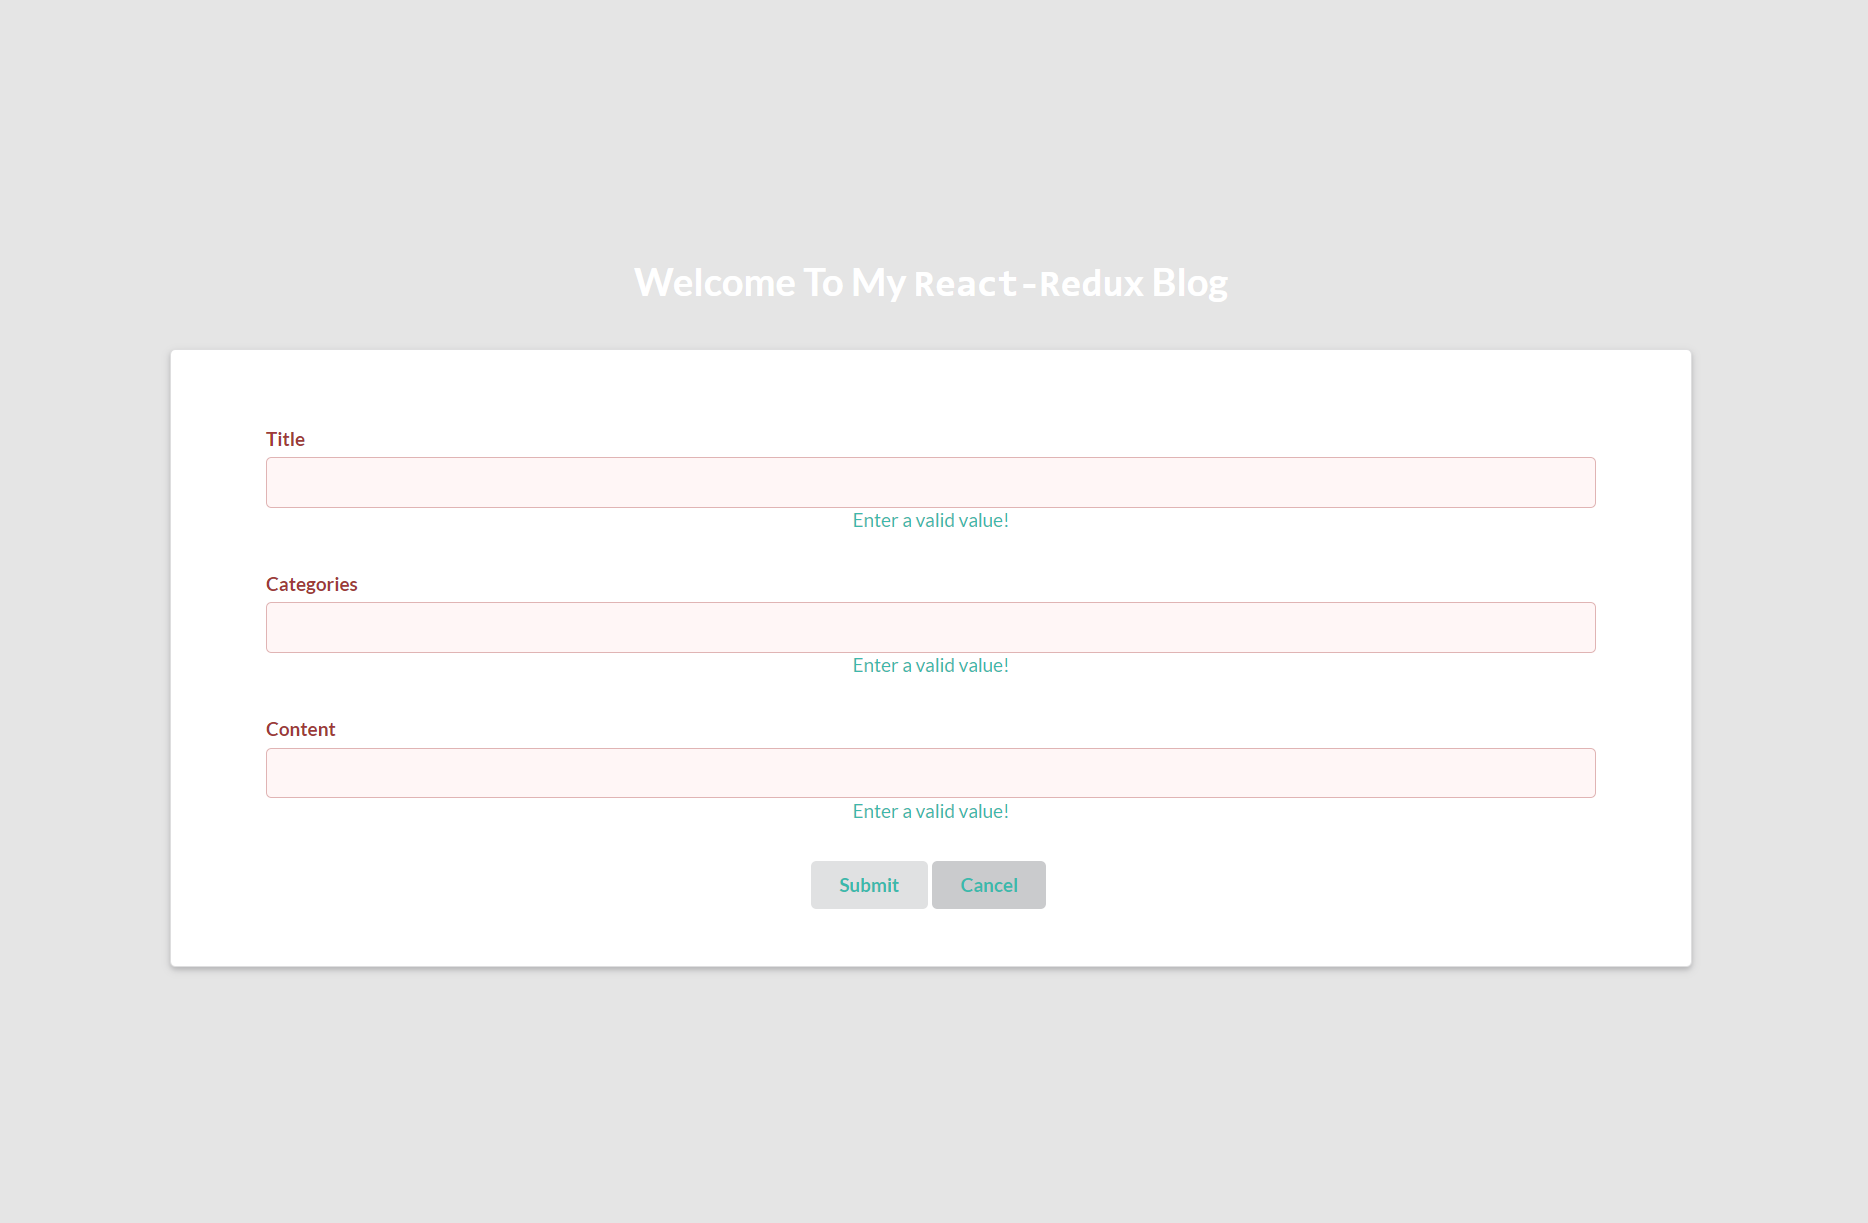 Welcome To My React-Redux Blog
Title
Enter a valid value!
Categories
Enter a valid value!
Content
Enter a valid value!
Submit Cancel